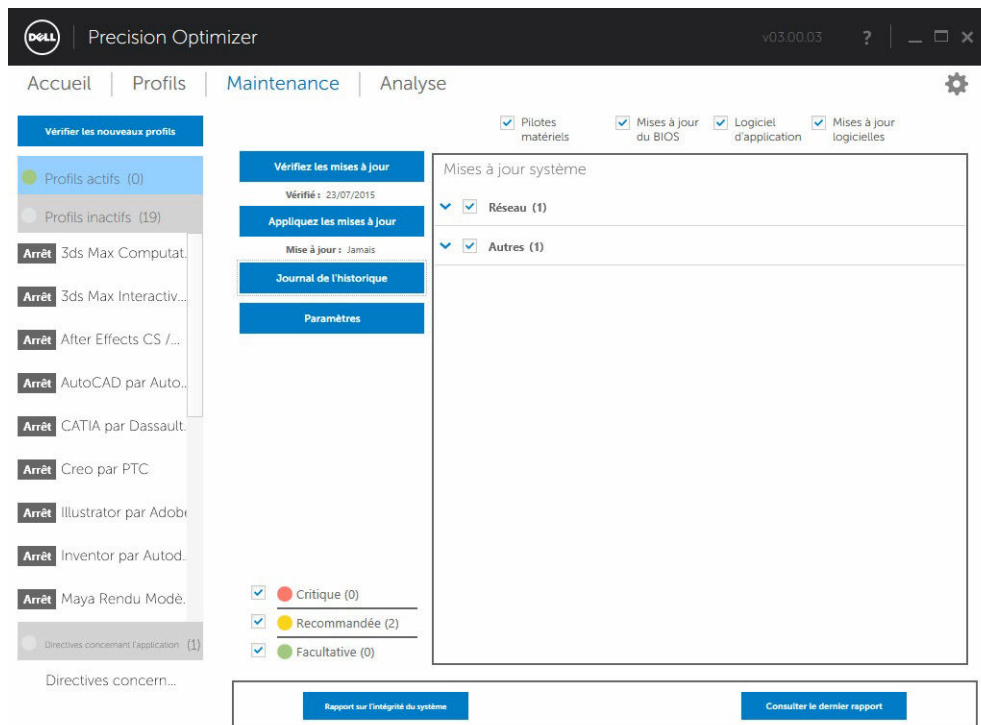 DELL
Precision Optimizer
v03.00.03
?
Accueil
Profils
Maintenance
Analyse
Vérifier les nouveaux profils
Profils actifs (0)
Profils inactifs (19)
Arrêt 3ds Max Computat.
Arrêt 3ds Max Interactiv...
Arrêt After Effects CS /...
Arrêt AutoCAD par Auto..
Arrêt CATIA par Dassault.
Arrêt Creo par PTC
Arrêt Illustrator par Adobe
Arrêt Inventor par Autod..
Arrêt Maya Rendu Modè.
Directives concernant l'application (1)
Directives concern...
Vérifiez les mises à jour
Vérifié : 23/07/2015
Appliquez les mises à jour
Mise à jour : Jamais
Journal de l'historique
Paramètres
Critique (0)
Recommandée (2)
Facultative (0)
Pilotes
matériels
Mises à jour
du BIOS
Logiciel
d'application
Mises à jour
logicielles
Mises à jour système
Réseau (1)
Autres (1)
Rapport sur l'intégrité du système
Consulter le dernier rapport